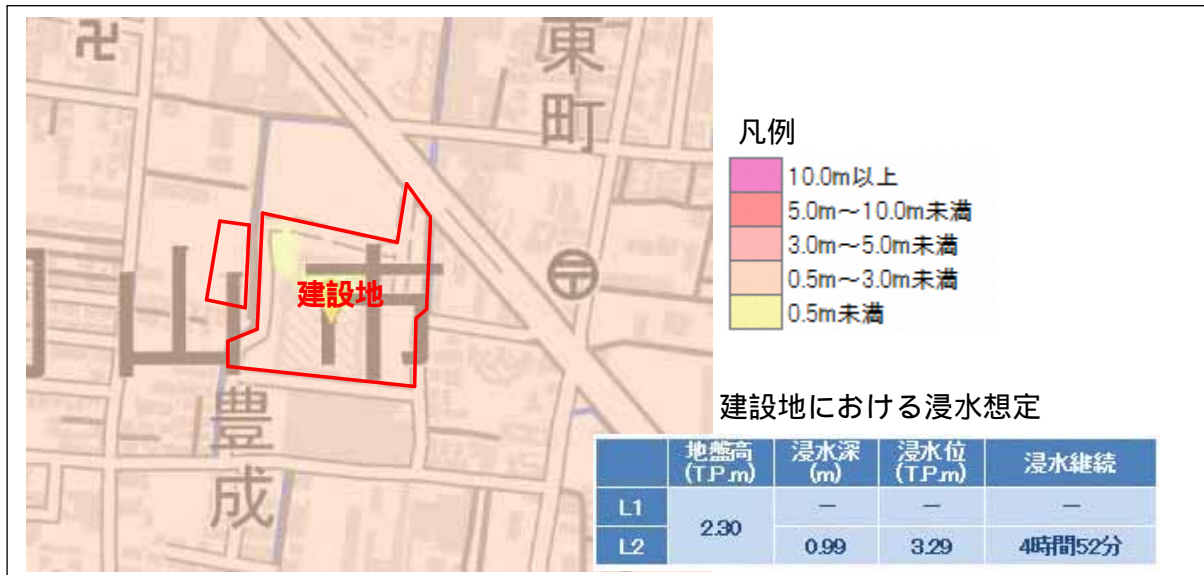 卍
東町
山市
建設地
〒
豊成
凡例
10.0m以上
5.0m～10.0m未満
3.0m～5.0m未満
0.5m～3.0m未満
0.5m未満
建設地における浸水想定
地盤高(T.P.m) 浸水深(m) 浸水位(T.P.m) 浸水継続
L1 2.30 － － －
L2 0.99 3.29 4時間52分